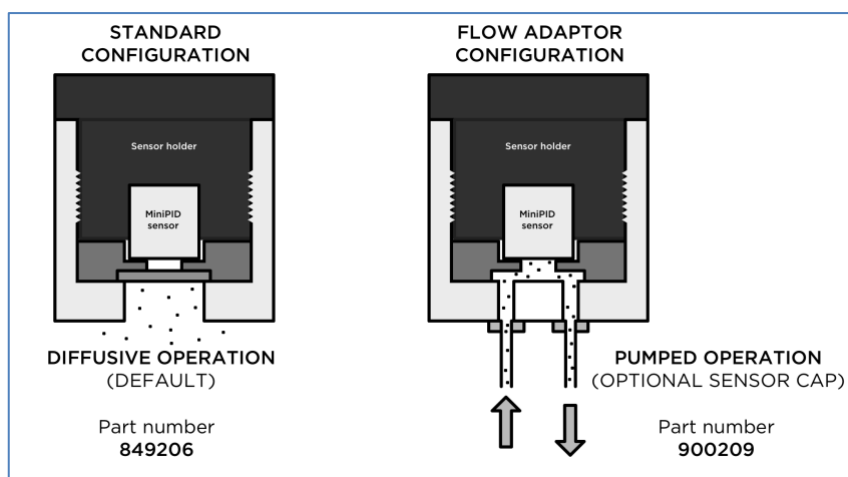 STANDARD
CONFIGURATION
Sensor holder
MiniPID
sensor
DIFFUSIVE OPERATION
(DEFAULT)
Part number
849206
FLOW ADAPTOR
CONFIGURATION
Sensor holder
MiniPID
sensor
PUMPED OPERATION
(OPTIONAL SENSOR CAP)
Part number
900209